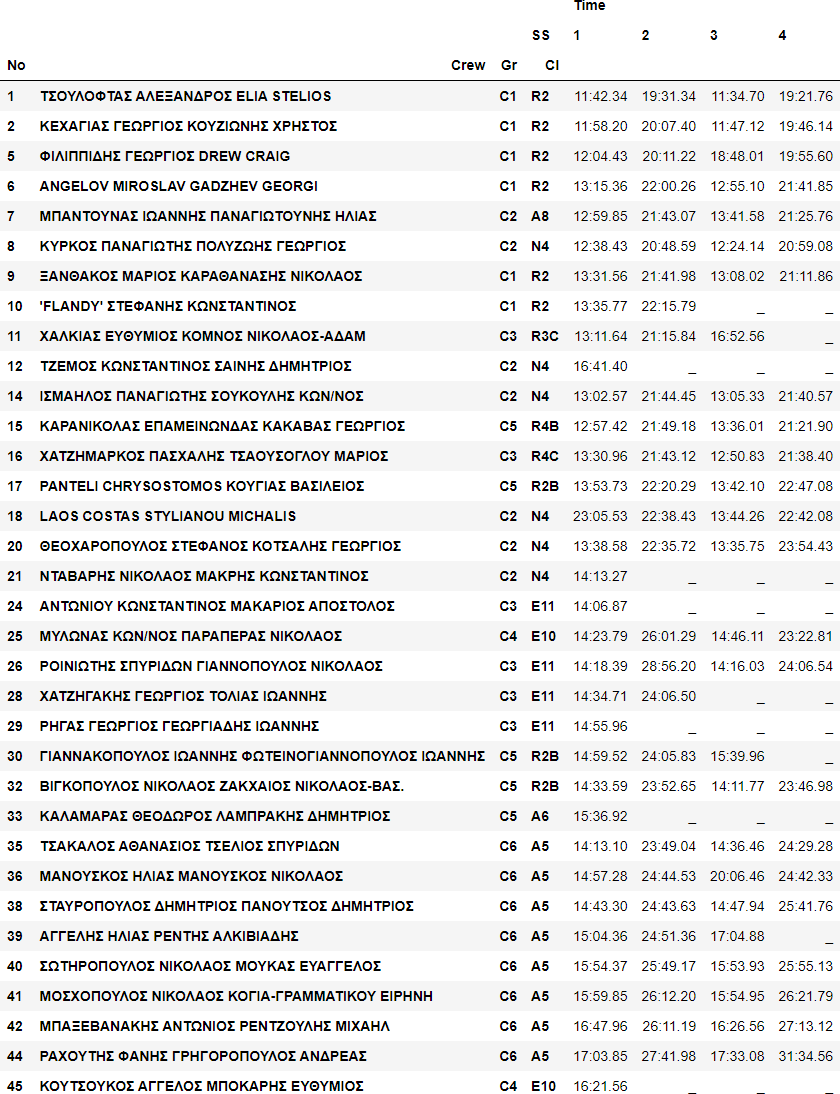 Time
SS 1 2 3 4
No Crew Gr Cl
1 ΤΣΟΥΛΟΦΤΑΣ ΑΛΕΞΑΝΔΡΟΣ ELIA STELIOS C1 R2 11:42.34 19:31.34 11:34.70 19:21.76
2 ΚΕΧΑΓΙΑΣ ΓΕΩΡΓΙΟΣ ΚΟΥΖΙΩΝΗΣ ΧΡΗΣΤΟΣ C1 R2 11:58.20 20:07.40 11:47.12 19:46.14
5 ΦΙΛΙΠΠΙΔΗΣ ΓΕΩΡΓΙΟΣ DREW CRAIG C1 R2 12:04.43 20:11.22 18:48.01 19:55.60
6 ANGELOV MIROSLAV GADZHEV GEORGI C1 R2 13:15.36 22:00.26 12:55.10 21:41.85
7 ΜΠΑΝΤΟΥΝΑΣ ΙΩΑΝΝΗΣ ΠΑΝΑΓΙΩΤΟΥΝΗΣ ΗΛΙΑΣ C2 A8 12:59.85 21:43.07 13:41.58 21:25.76
8 ΚΥΡΚΟΣ ΠΑΝΑΓΙΩΤΗΣ ΠΟΛΥΖΩΗΣ ΓΕΩΡΓΙΟΣ C2 N4 12:38.43 20:48.59 12:24.14 20:59.08
9 ΞΑΝΘΑΚΟΣ ΜΑΡΙΟΣ ΚΑΡΑΘΑΝΑΣΗΣ ΝΙΚΟΛΑΟΣ C1 R2 13:31.56 21:41.98 13:08.02 21:11.86
10 'FLANDY' ΣΤΕΦΑΝΗΣ ΚΩΝΣΤΑΝΤΙΝΟΣ C1 R2 13:35.77 22:15.79 _ _
11 ΧΑΛΚΙΑΣ ΕΥΘΥΜΙΟΣ ΚΟΜΝΟΣ ΝΙΚΟΛΑΟΣ-ΑΔΑΜ C3 R3C 13:11.64 21:15.84 16:52.56 _
12 ΤΖΕΜΟΣ ΚΩΝΣΤΑΝΤΙΝΟΣ ΣΑΙΝΗΣ ΔΗΜΗΤΡΙΟΣ C2 N4 16:41.40 _ _ _
14 ΙΣΜΑΗΛΟΣ ΠΑΝΑΓΙΩΤΗΣ ΣΟΥΚΟΥΛΗΣ ΚΩΝ/ΝΟΣ C2 N4 13:02.57 21:44.45 13:05.33 21:40.57
15 ΚΑΡΑΝΙΚΟΛΑΣ ΕΠΑΜΕΙΝΩΝΔΑΣ ΚΑΚΑΒΑΣ ΓΕΩΡΓΙΟΣ C5 R4B 12:57.42 21:49.18 13:36.01 21:21.90
16 ΧΑΤΖΗΜΑΡΚΟΣ ΠΑΣΧΑΛΗΣ ΤΣΑΟΥΣΟΓΛΟΥ ΜΑΡΙΟΣ C3 R4C 13:30.96 21:43.12 12:50.83 21:38.40
17 PANTELI CHRYSOSTOMOS ΚΟΥΓΙΑΣ ΒΑΣΙΛΕΙΟΣ C5 R2B 13:53.73 22:20.29 13:42.10 22:47.08
18 LAOS COSTAS STYLIANOU MICHALIS C2 N4 23:05.53 22:38.43 13:44.26 22:42.08
20 ΘΕΟΧΑΡΟΠΟΥΛΟΣ ΣΤΕΦΑΝΟΣ ΚΟΤΣΑΛΗΣ ΓΕΩΡΓΙΟΣ C2 N4 13:38.58 22:35.72 13:35.75 23:54.43
21 ΝΤΑΒΑΡΗΣ ΝΙΚΟΛΑΟΣ ΜΑΚΡΗΣ ΚΩΝΣΤΑΝΤΙΝΟΣ C2 N4 14:13.27 _ _ _
24 ΑΝΤΩΝΙΟΥ ΚΩΝΣΤΑΝΤΙΝΟΣ ΜΑΚΑΡΙΟΣ ΑΠΟΣΤΟΛΟΣ C3 E11 14:06.87 _ _ _
25 ΜΥΛΩΝΑΣ ΚΩΝ/ΝΟΣ ΠΑΡΑΠΕΡΑΣ ΝΙΚΟΛΑΟΣ C4 E10 14:23.79 26:01.29 14:46.11 23:22.81
26 ΡΟΙΝΙΩΤΗΣ ΣΠΥΡΙΔΩΝ ΓΙΑΝΝΟΠΟΥΛΟΣ ΝΙΚΟΛΑΟΣ C3 E11 14:18.39 28:56.20 14:16.03 24:06.54
28 ΧΑΤΖΗΓΑΚΗΣ ΓΕΩΡΓΙΟΣ ΤΟΛΙΑΣ ΙΩΑΝΝΗΣ C3 E11 14:34.71 24:06.50 _ _
29 ΡΗΓΑΣ ΓΕΩΡΓΙΟΣ ΓΕΩΡΓΙΑΔΗΣ ΙΩΑΝΝΗΣ C3 E11 14:55.96 _ _ _
30 ΓΙΑΝΝΑΚΟΠΟΥΛΟΣ ΙΩΑΝΝΗΣ ΦΩΤΕΙΝΟΓΙΑΝΝΟΠΟΥΛΟΣ ΙΩΑΝΝΗΣ C5 R2B 14:59.52 24:05.83 15:39.96 _
32 ΒΙΓΚΟΠΟΥΛΟΣ ΝΙΚΟΛΑΟΣ ΖΑΚΧΑΙΟΣ ΝΙΚΟΛΑΟΣ-ΒΑΣ. C5 R2B 14:33.59 23:52.65 14:11.77 23:46.98
33 ΚΑΛΑΜΑΡΑΣ ΘΕΟΔΩΡΟΣ ΛΑΜΠΡΑΚΗΣ ΔΗΜΗΤΡΙΟΣ C5 A6 15:36.92 _ _ _
35 ΤΣΑΚΑΛΟΣ ΑΘΑΝΑΣΙΟΣ ΤΣΕΛΙΟΣ ΣΠΥΡΙΔΩΝ C6 A5 14:13.10 23:49.04 14:36.46 24:29.28
36 ΜΑΝΟΥΣΚΟΣ ΗΛΙΑΣ ΜΑΝΟΥΣΚΟΣ ΝΙΚΟΛΑΟΣ C6 A5 14:57.28 24:44.53 20:06.46 24:42.33
38 ΣΤΑΥΡΟΠΟΥΛΟΣ ΔΗΜΗΤΡΙΟΣ ΠΑΝΟΥΤΣΟΣ ΔΗΜΗΤΡΙΟΣ C6 A5 14:43.30 24:43.63 14:47.94 25:41.76
39 ΑΓΓΕΛΗΣ ΗΛΙΑΣ ΡΕΝΤΗΣ ΑΛΚΙΒΙΑΔΗΣ C6 A5 15:04.36 24:51.36 17:04.88 _
40 ΣΩΤΗΡΟΠΟΥΛΟΣ ΝΙΚΟΛΑΟΣ ΜΟΥΚΑΣ ΕΥΑΓΓΕΛΟΣ C6 A5 15:54.37 25:49.17 15:53.93 25:55.13
41 ΜΟΣΧΟΠΟΥΛΟΣ ΝΙΚΟΛΑΟΣ ΚΟΓΙΑ-ΓΡΑΜΜΑΤΙΚΟΥ ΕΙΡΗΝΗ C6 A5 15:59.85 26:12.20 15:54.95 26:21.79
42 ΜΠΑΞΕΒΑΝΑΚΗΣ ΑΝΤΩΝΙΟΣ ΡΕΝΤΖΟΥΛΗΣ ΜΙΧΑΗΛ C6 A5 16:47.96 26:11.19 16:26.56 27:13.12
44 ΡΑΧΟΥΤΗΣ ΦΑΝΗΣ ΓΡΗΓΟΡΟΠΟΥΛΟΣ ΑΝΔΡΕΑΣ C6 A5 17:03.85 27:41.98 17:33.08 31:34.56
45 ΚΟΥΤΣΟΥΚΟΣ ΑΓΓΕΛΟΣ ΜΠΟΚΑΡΗΣ ΕΥΘΥΜΙΟΣ C4 E10 16:21.56 _ _ _